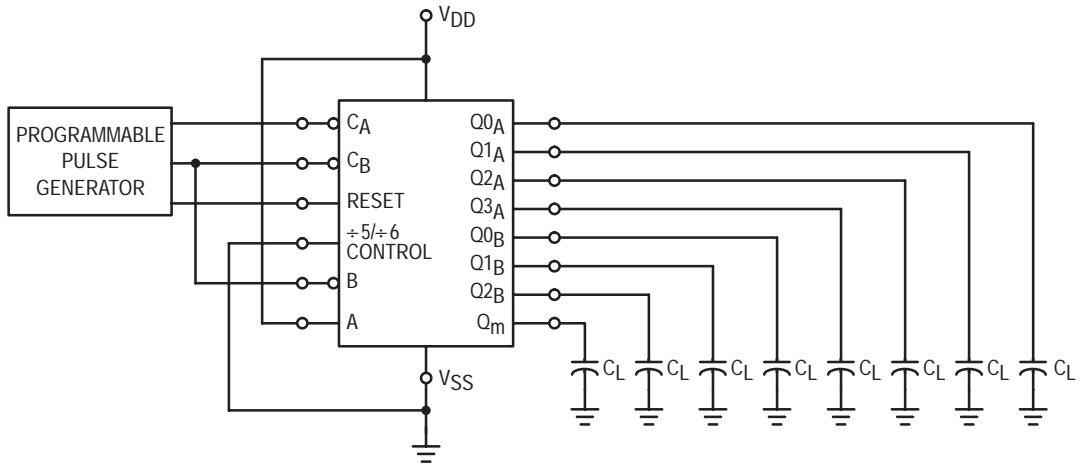 VDD
PROGRAMMABLE
PULSE
GENERATOR
CA
CB
RESET
÷5/÷6
CONTROL
B
A
Q0A
Q1A
Q2A
Q3A
Q0B
Q1B
Q2B
Qm
VSS
CL CL CL CL CL CL CL CL